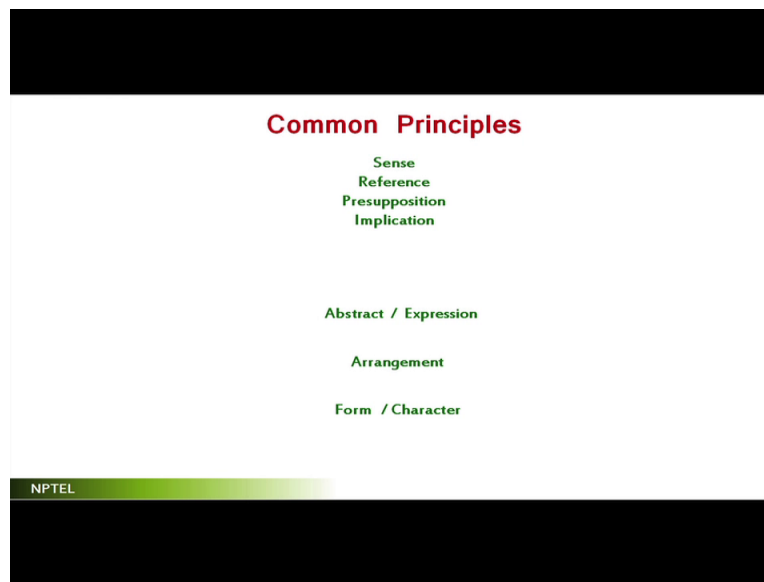 Common Principles
Sense
Reference
Presupposition
Implication
Abstract / Expression
Arrangement
Form / Character
NPTEL